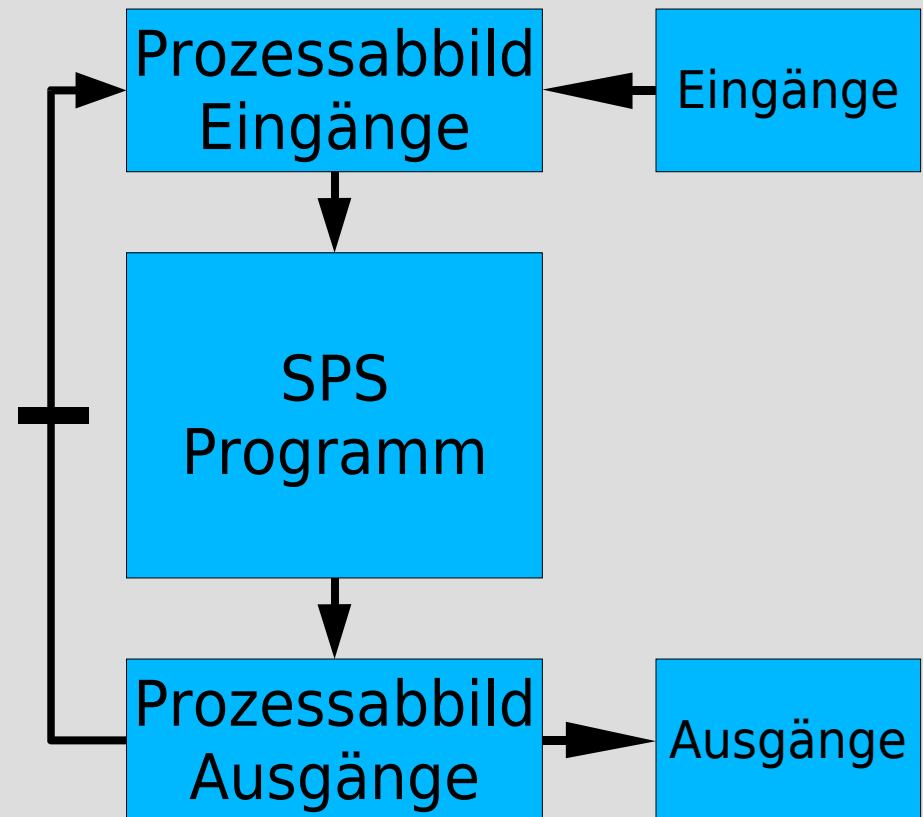 Prozessabbild
Eingänge
Eingänge
SPS
Programm
Prozessabbild
Ausgänge
Ausgänge